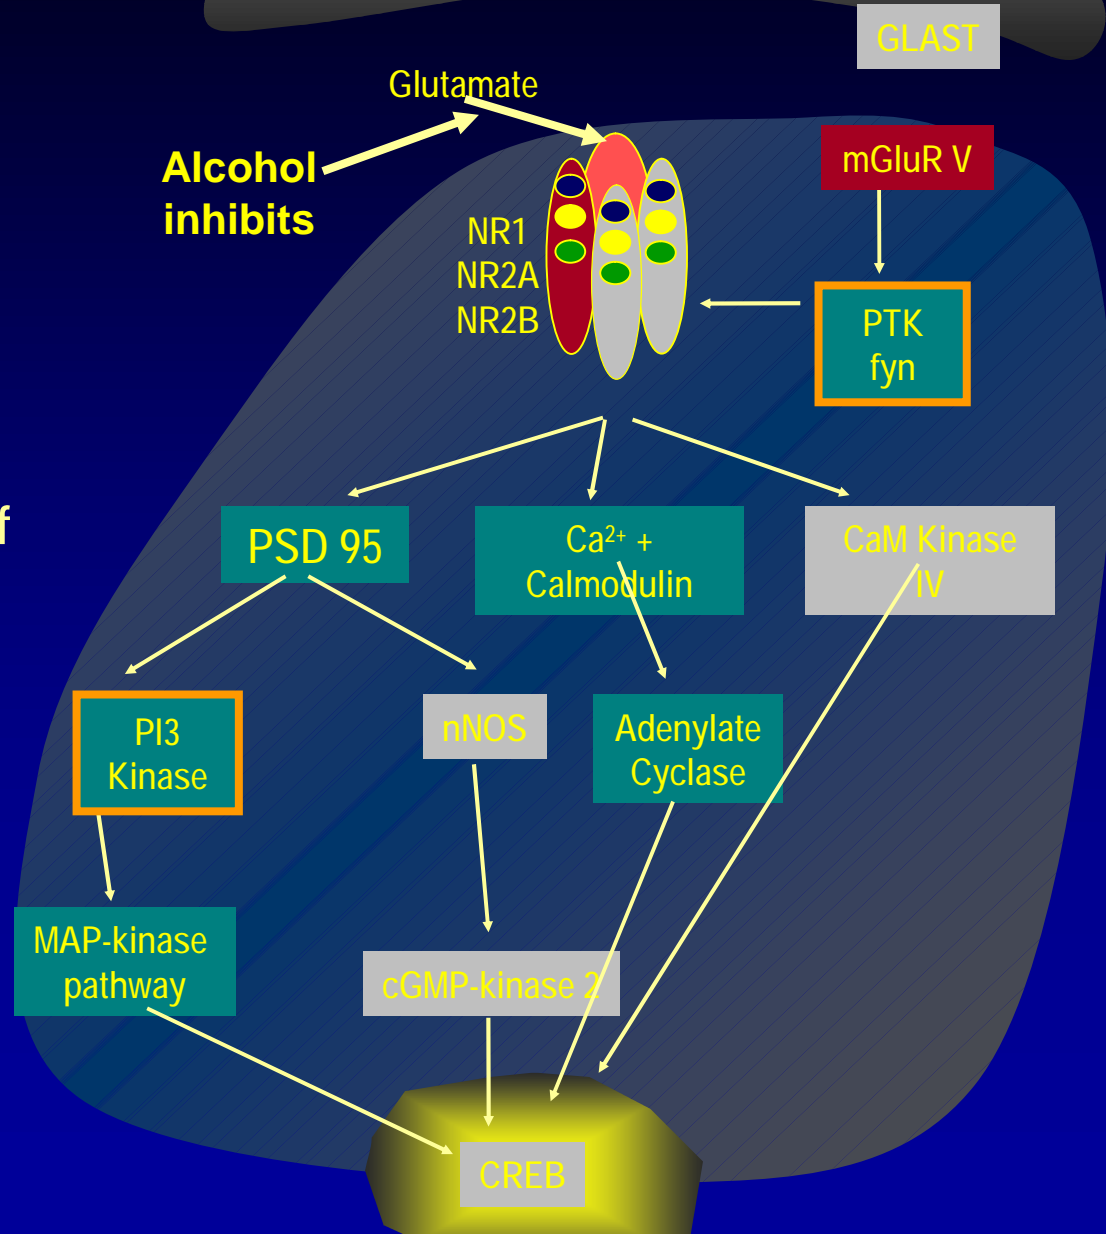 GLAST
Glutamate
mGluR V
Alcohol
inhibits
NR1
NR2A
NR2B
PTK
fyn
f
PSD 95
Ca²⁺ +
Calmodulin
CaM Kinase
IV
PI3
Kinase
nNOS
Adenylate
Cyclase
MAP-kinase
pathway
cGMP-kinase 2
CREB